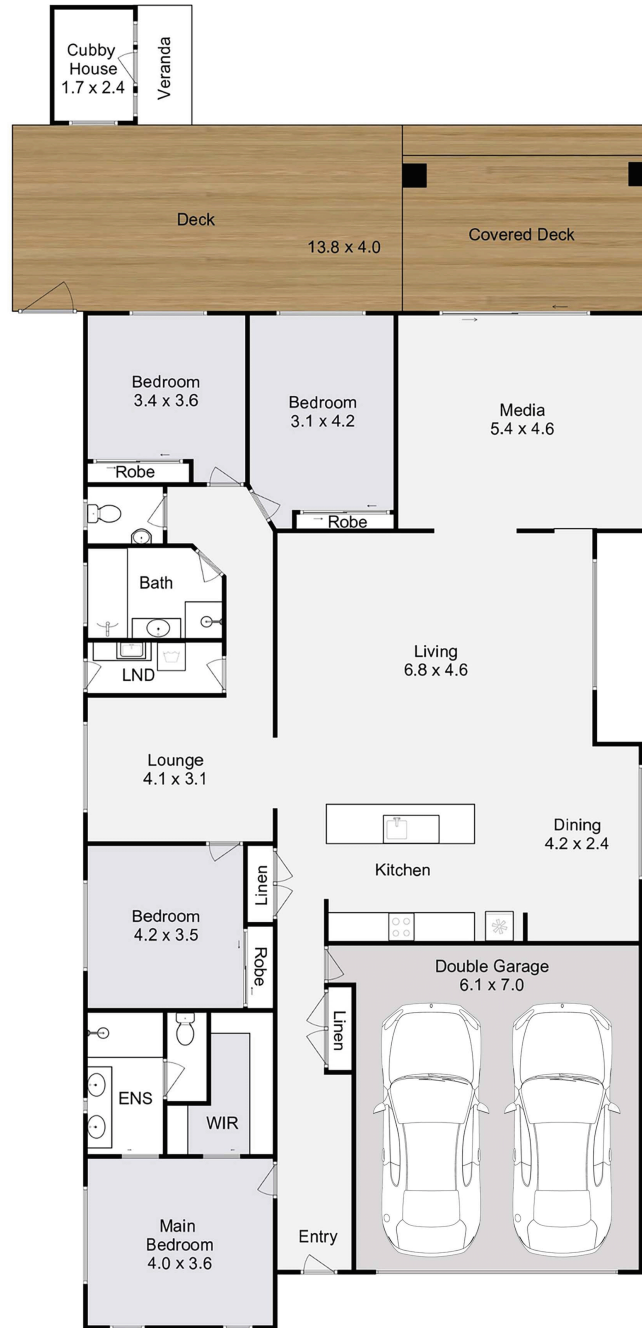 Cubby
House
1.7 x 2.4
Veranda
Deck
13.8 x 4.0
Covered Deck
Bedroom
3.4 x 3.6
Robe
Bedroom
3.1 x 4.2
Robe
Media
5.4 x 4.6
Bath
LND
Living
6.8 x 4.6
Lounge
4.1 x 3.1
Dining
4.2 x 2.4
Kitchen
Linen
Bedroom
4.2 x 3.5
Robe
Double Garage
6.1 x 7.0
Linen
ENS
WIR
Main
Bedroom
4.0 x 3.6
Entry